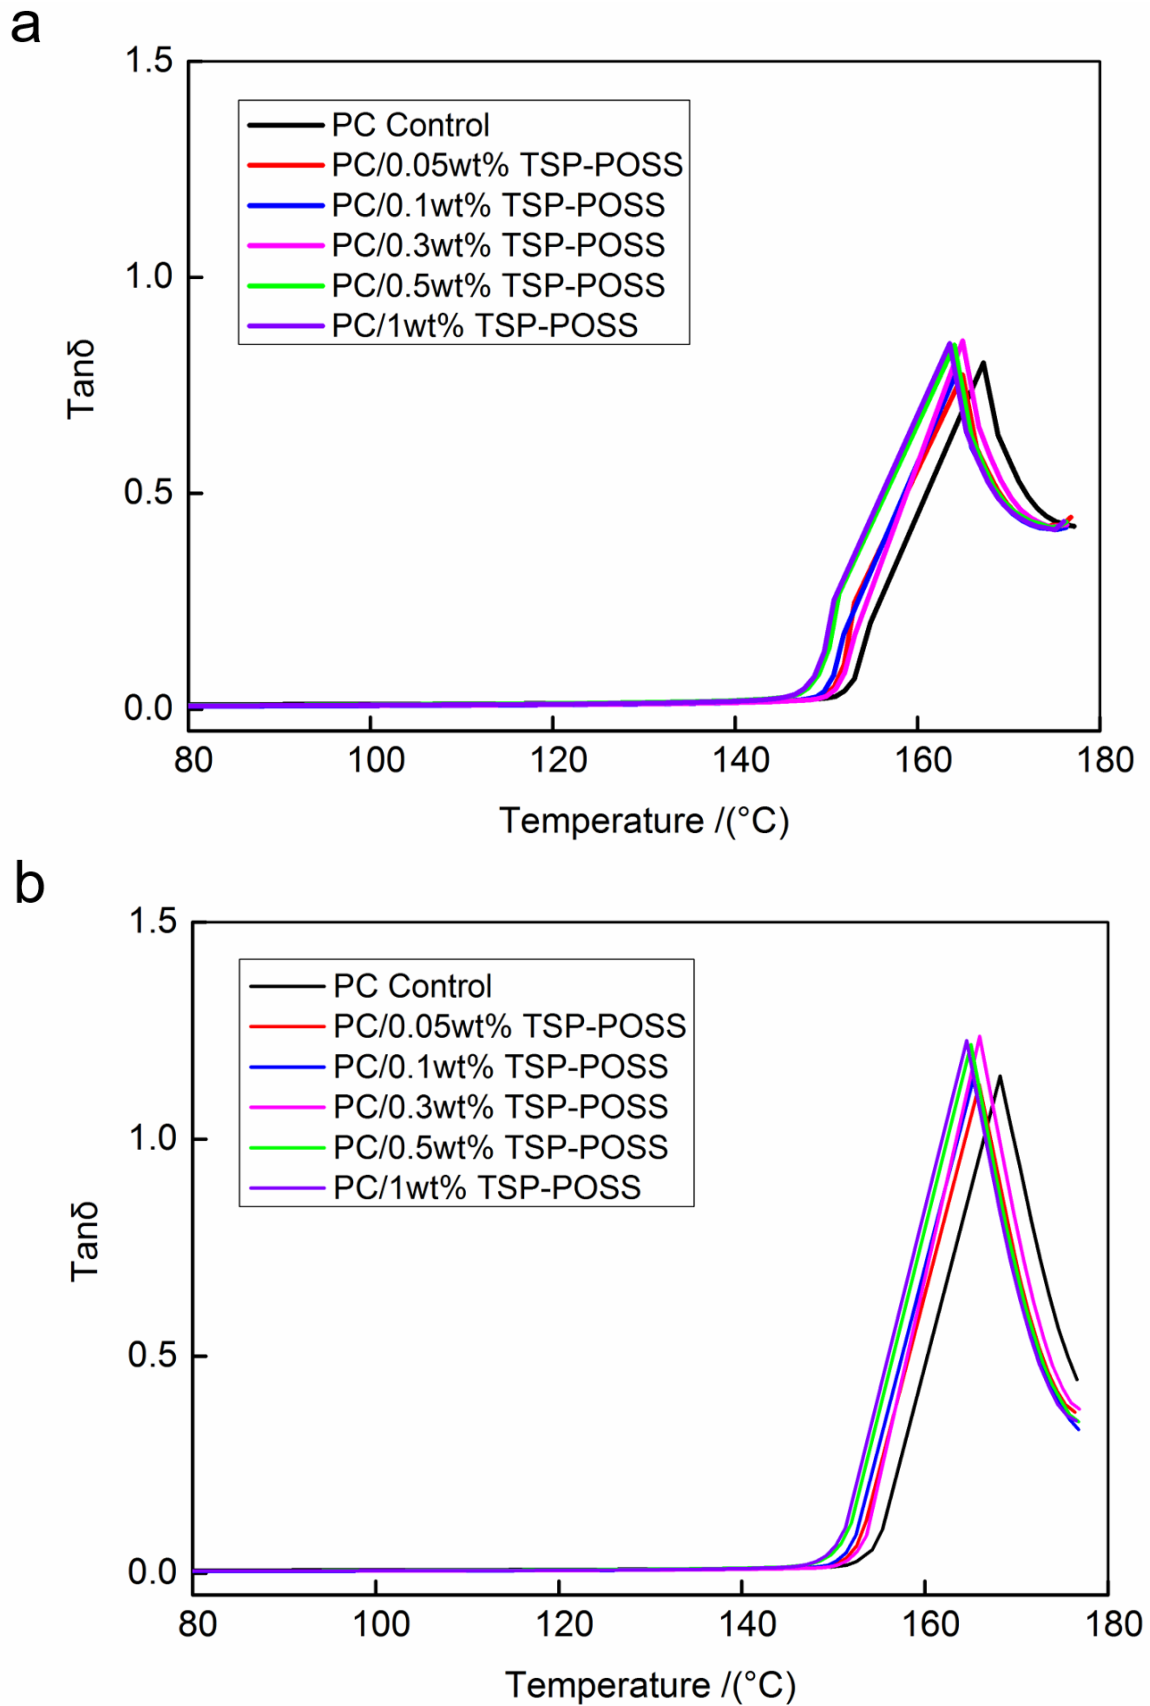 a
1.5
PC Control
PC/0.05wt% TSP-POSS
PC/0.1wt% TSP-POSS
PC/0.3wt% TSP-POSS
PC/0.5wt% TSP-POSS
PC/1wt% TSP-POSS
1.0
Tanδ
0.5
0.0
80 100 120 140 160 180
Temperature /(°C)
b
1.5
PC Control
PC/0.05wt% TSP-POSS
PC/0.1wt% TSP-POSS
PC/0.3wt% TSP-POSS
PC/0.5wt% TSP-POSS
PC/1wt% TSP-POSS
1.0
Tanδ
0.5
0.0
80 100 120 140 160 180
Temperature /(°C)